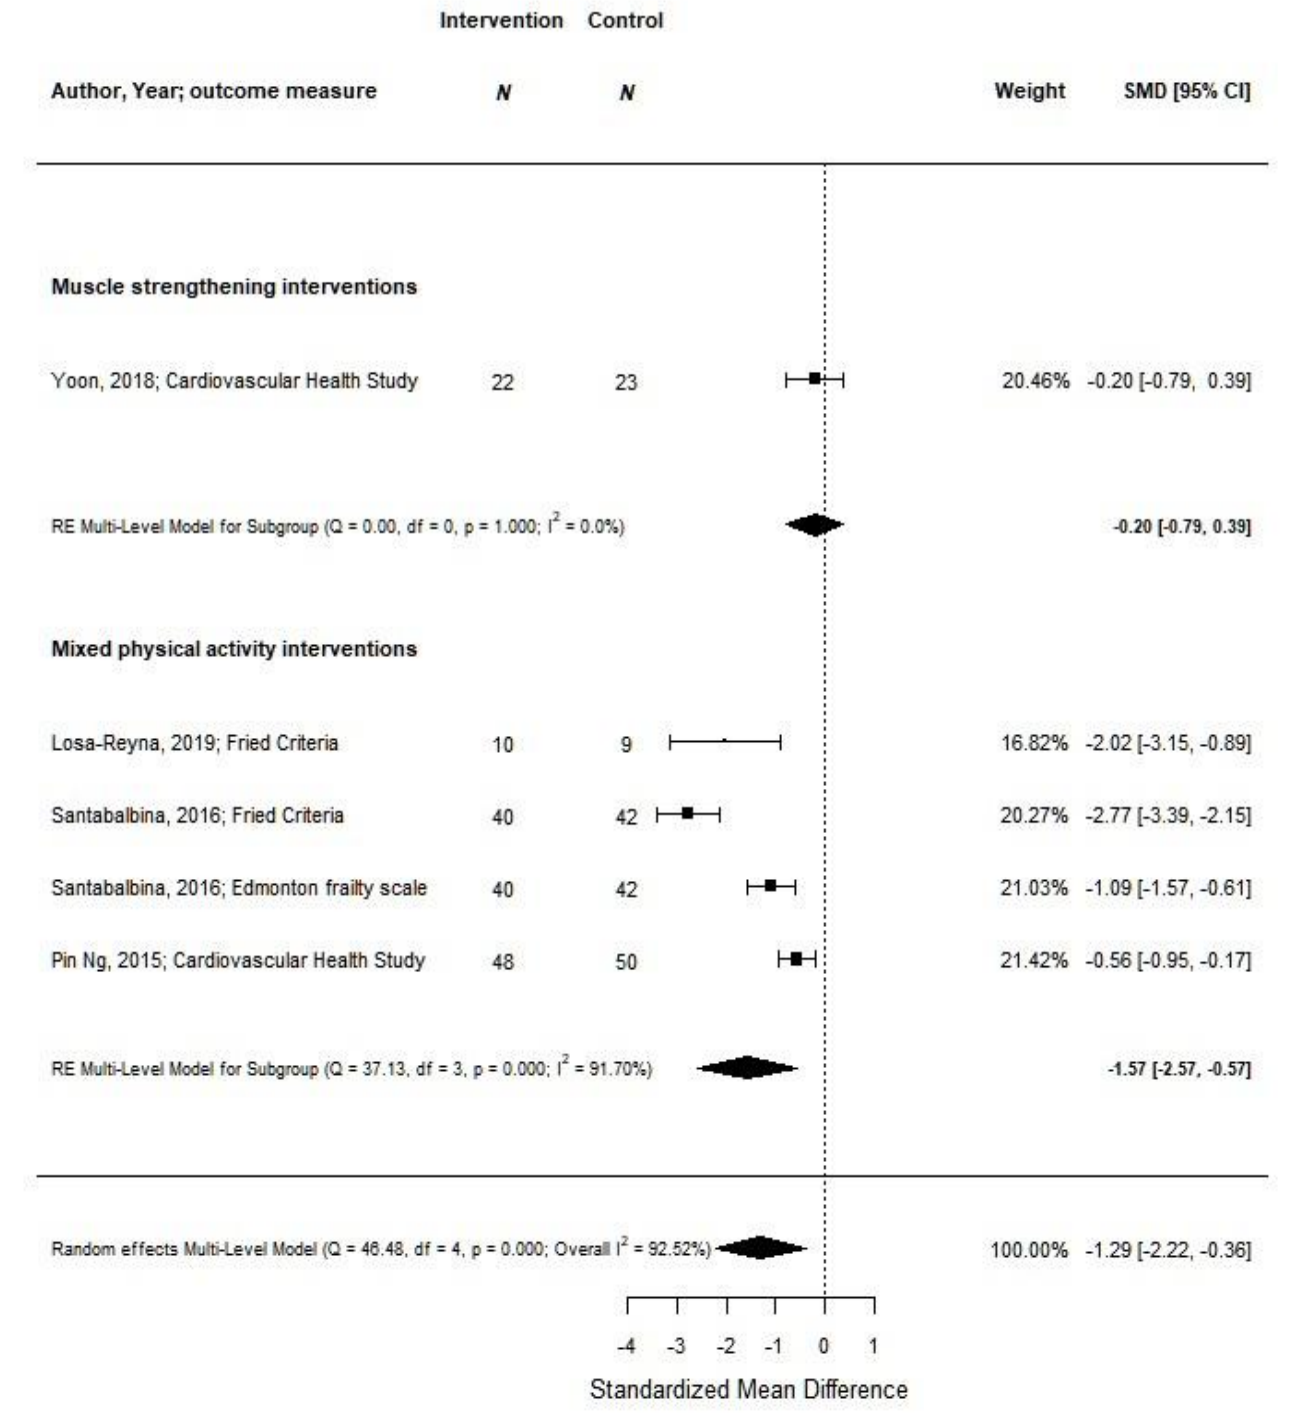 Intervention Control
Author, Year; outcome measure N N Weight SMD [95% CI]
Muscle strengthening interventions
Yoon, 2018; Cardiovascular Health Study 22 23 20.46% -0.20 [-0.79, 0.39]
RE Multi-Level Model for Subgroup (Q = 0.00, df = 0, p = 1.000; I² = 0.0%) -0.20 [-0.79, 0.39]
Mixed physical activity interventions
Losa-Reyna, 2019; Fried Criteria 10 9 16.82% -2.02 [-3.15, -0.89]
Santabalbina, 2016; Fried Criteria 40 42 20.27% -2.77 [-3.39, -2.15]
Santabalbina, 2016; Edmonton frailty scale 40 42 21.03% -1.09 [-1.57, -0.61]
Pin Ng, 2015; Cardiovascular Health Study 48 50 21.42% -0.56 [-0.95, -0.17]
RE Multi-Level Model for Subgroup (Q = 37.13, df = 3, p = 0.000; I² = 91.70%) -1.57 [-2.57, -0.57]
Random effects Multi-Level Model (Q = 46.48, df = 4, p = 0.000; Overall I² = 92.52%) 100.00% -1.29 [-2.22, -0.36]
-4 -3 -2 -1 0 1
Standardized Mean Difference